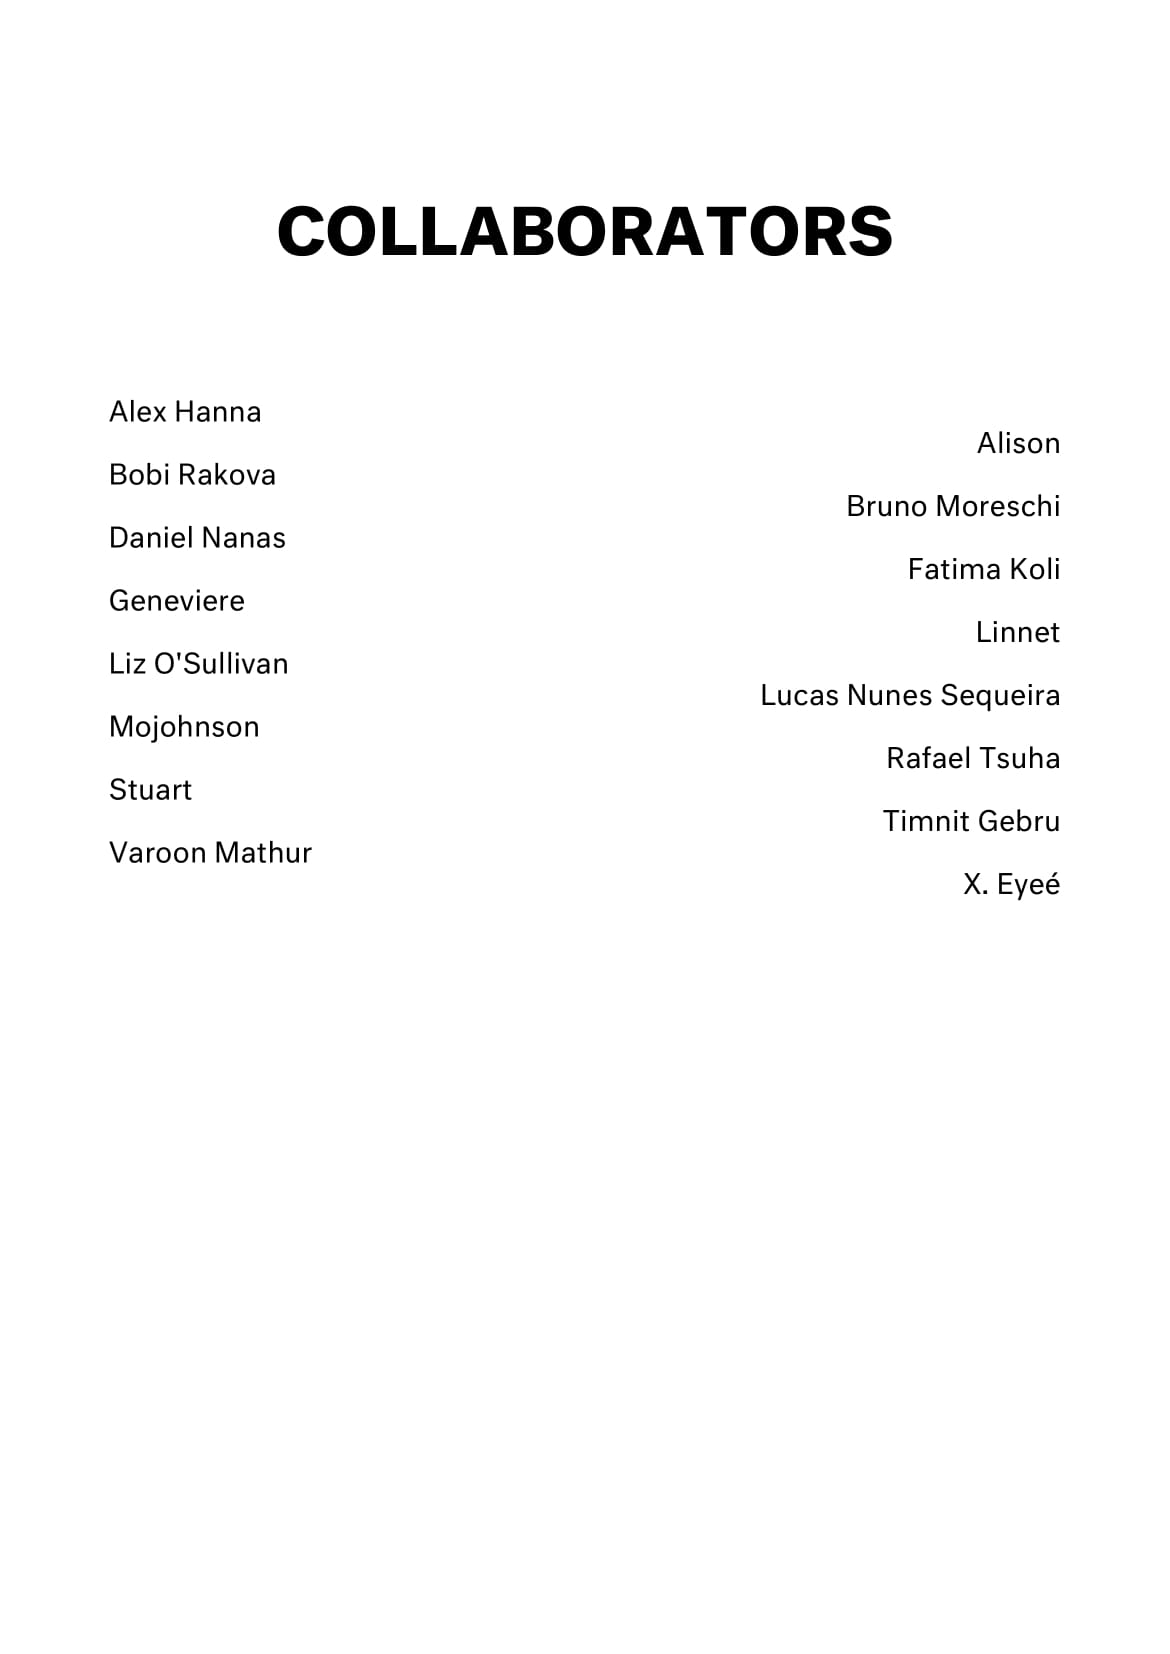 COLLABORATORS
Alex Hanna
Alison
Bobi Rakova
Bruno Moreschi
Daniel Nanas
Fatima Koli
Geneviere
Linnet
Liz O'Sullivan
Lucas Nunes Sequeira
Mojohnson
Rafael Tsuha
Stuart
Timnit Gebru
Varoon Mathur
X. Eyeé